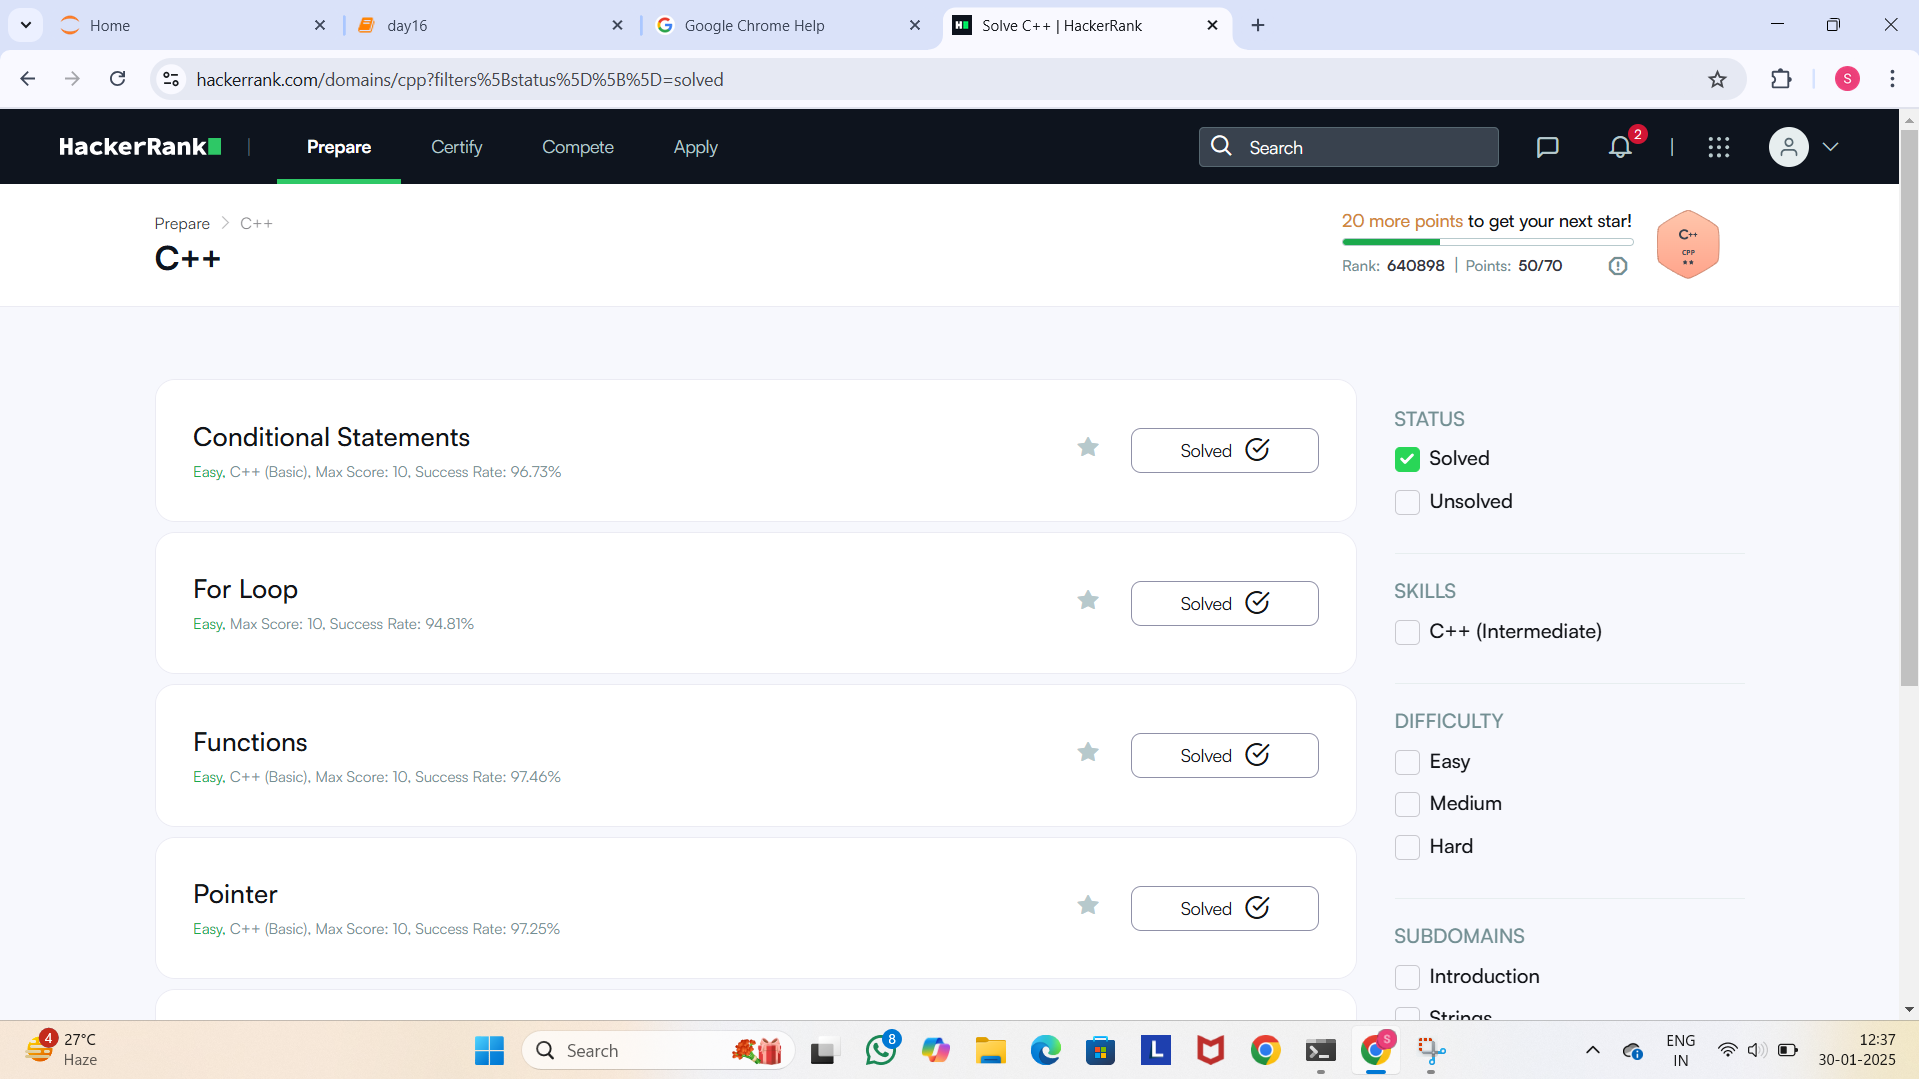 Home
day16
Google Chrome Help
Solve C++ | HackerRank
hackerrank.com/domains/cpp?filters%5Bstatus%5D%5B%5D=solved
S
HackerRank
Prepare
Certify
Compete
Apply
Search
2
Prepare > C++
C++
20 more points to get your next star!
Rank: 640898 | Points: 50/70
C++
CPP
Conditional Statements
Easy, C++ (Basic), Max Score: 10, Success Rate: 96.73%
Solved
For Loop
Easy, Max Score: 10, Success Rate: 94.81%
Solved
Functions
Easy, C++ (Basic), Max Score: 10, Success Rate: 97.46%
Solved
Pointer
Easy, C++ (Basic), Max Score: 10, Success Rate: 97.25%
Solved
STATUS
Solved
Unsolved
SKILLS
C++ (Intermediate)
DIFFICULTY
Easy
Medium
Hard
SUBDOMAINS
Introduction
Strings
4
27°C
Haze
Search
8
L
S
ENG
IN
12:37
30-01-2025